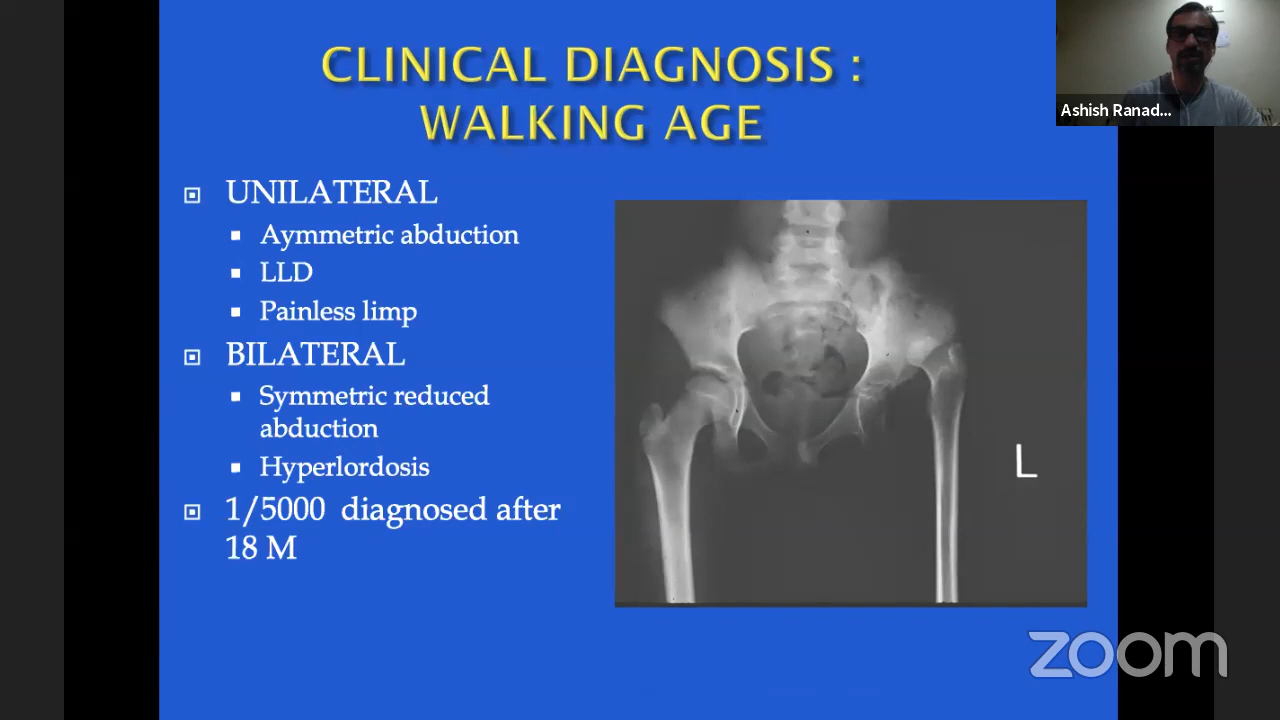 CLINICAL DIAGNOSIS :
WALKING AGE
Ashish Ranad...
UNILATERAL
Aymmetric abduction
LLD
Painless limp
BILATERAL
Symmetric reduced
abduction
Hyperlordosis
1/5000 diagnosed after
18 M
L
zoom